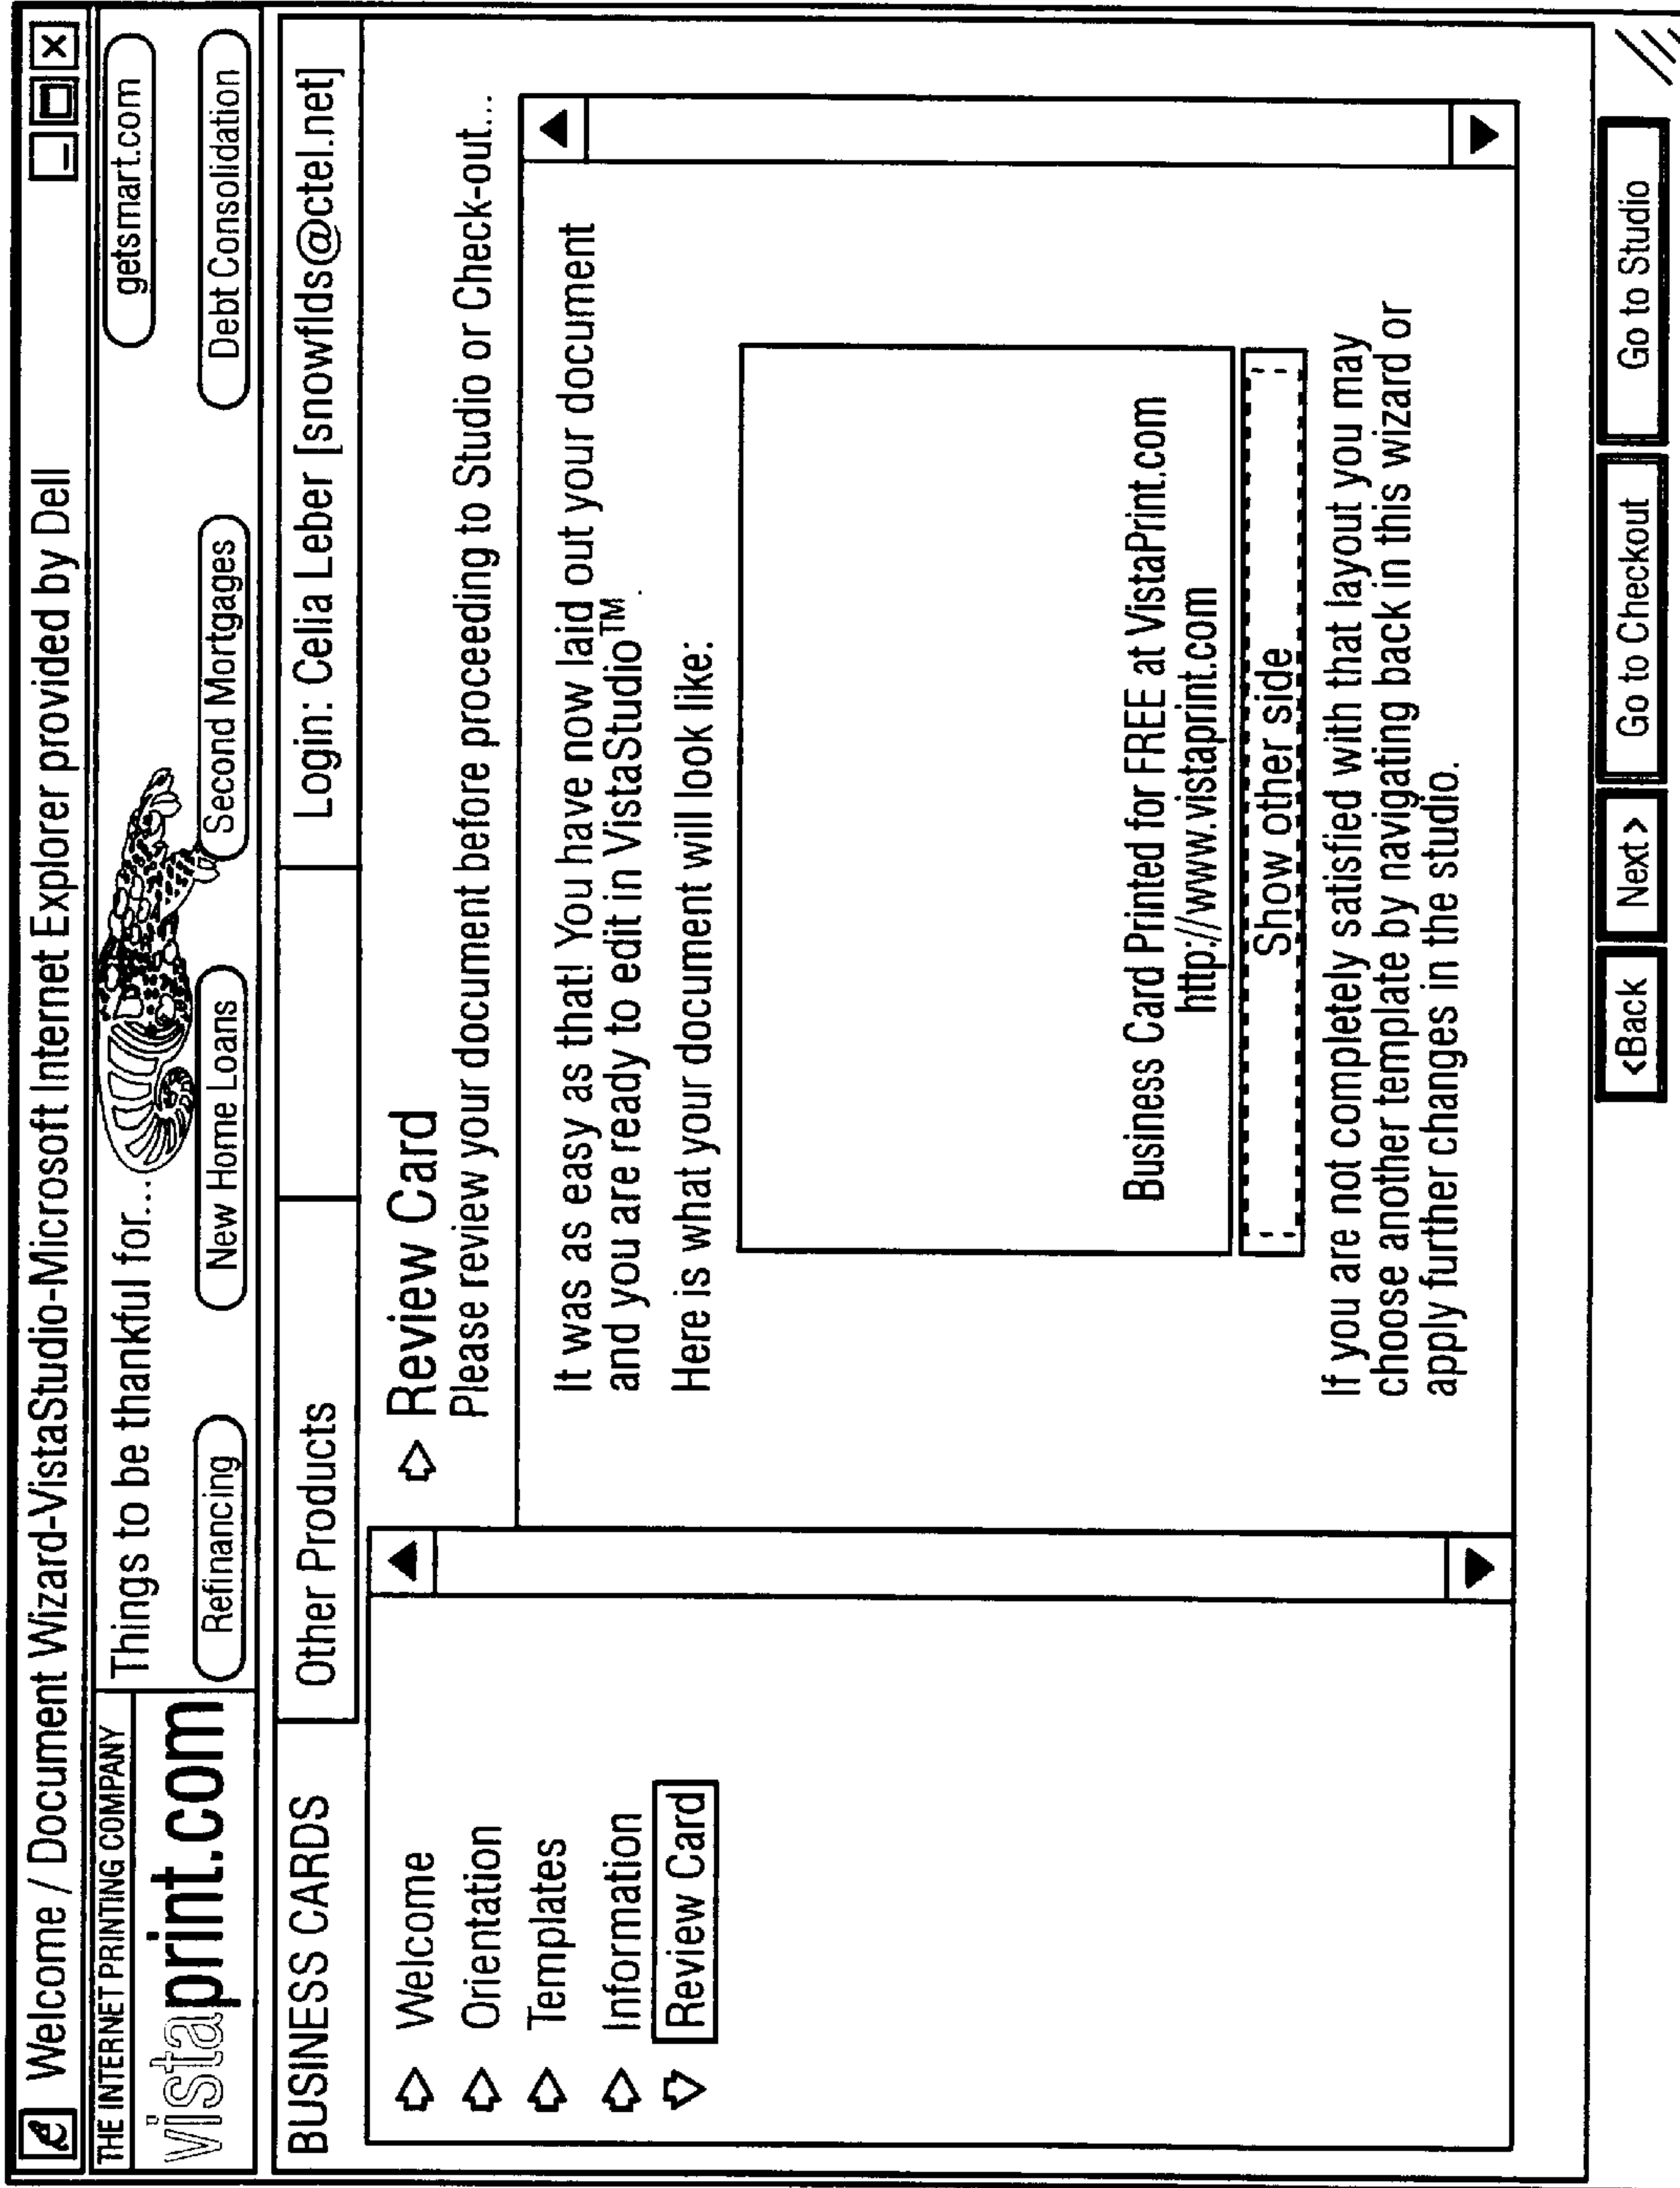 Welcome / Document Wizard-VistaStudio-Microsoft Internet Explorer provided by Dell
THE INTERNET PRINTING COMPANY
vistaprint.com
Things to be thankful for...
getsmart.com
Refinancing
New Home Loans
Second Mortgages
Debt Consolidation
BUSINESS CARDS
Other Products
Login: Celia Leber [snowflds@ctel.net]
Welcome
Orientation
Templates
Information
Review Card
Review Card
Please review your document before proceeding to Studio or Check-out...
It was as easy as that! You have now laid out your document
and you are ready to edit in VistaStudio™.
Here is what your document will look like:
Business Card Printed for FREE at VistaPrint.com
http://www.vistaprint.com
Show other side
If you are not completely satisfied with that layout you may
choose another template by navigating back in this wizard or
apply further changes in the studio.
<Back
Next>
Go to Checkout
Go to Studio